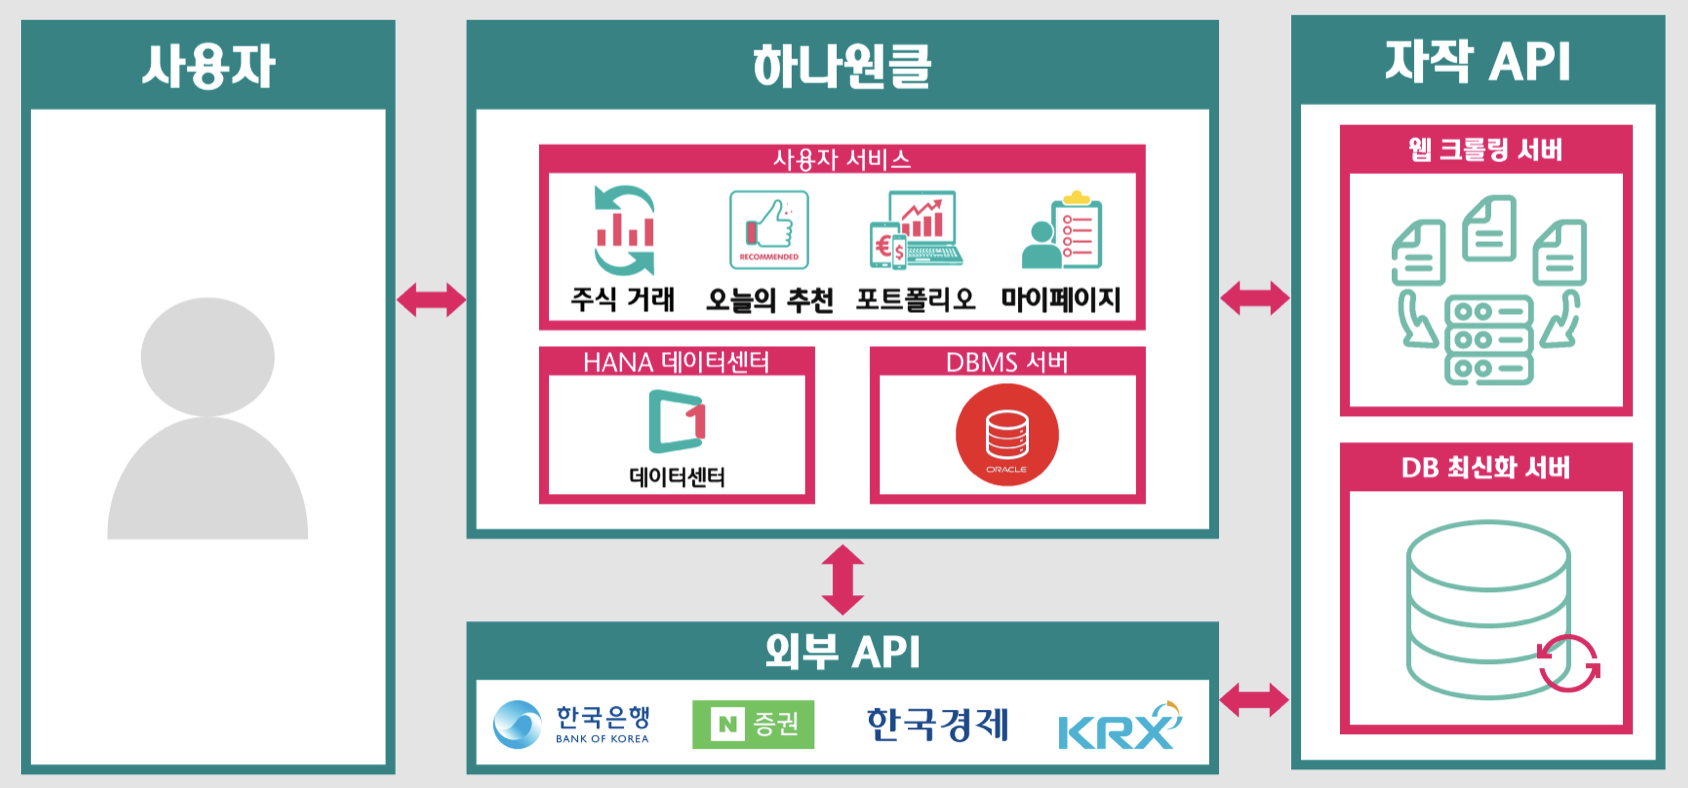 사용자
하나원클
사용자 서비스
RECOMMENDED
€
$
주식 거래
오늘의 추천
포트폴리오
마이페이지
HANA 데이터센터
1
데이터센터
DBMS 서버
ORACLE
외부 API
한국은행
BANK OF KOREA
N 증권
한국경제
KRX
자작 API
웹 크롤링 서버
DB 최신화 서버